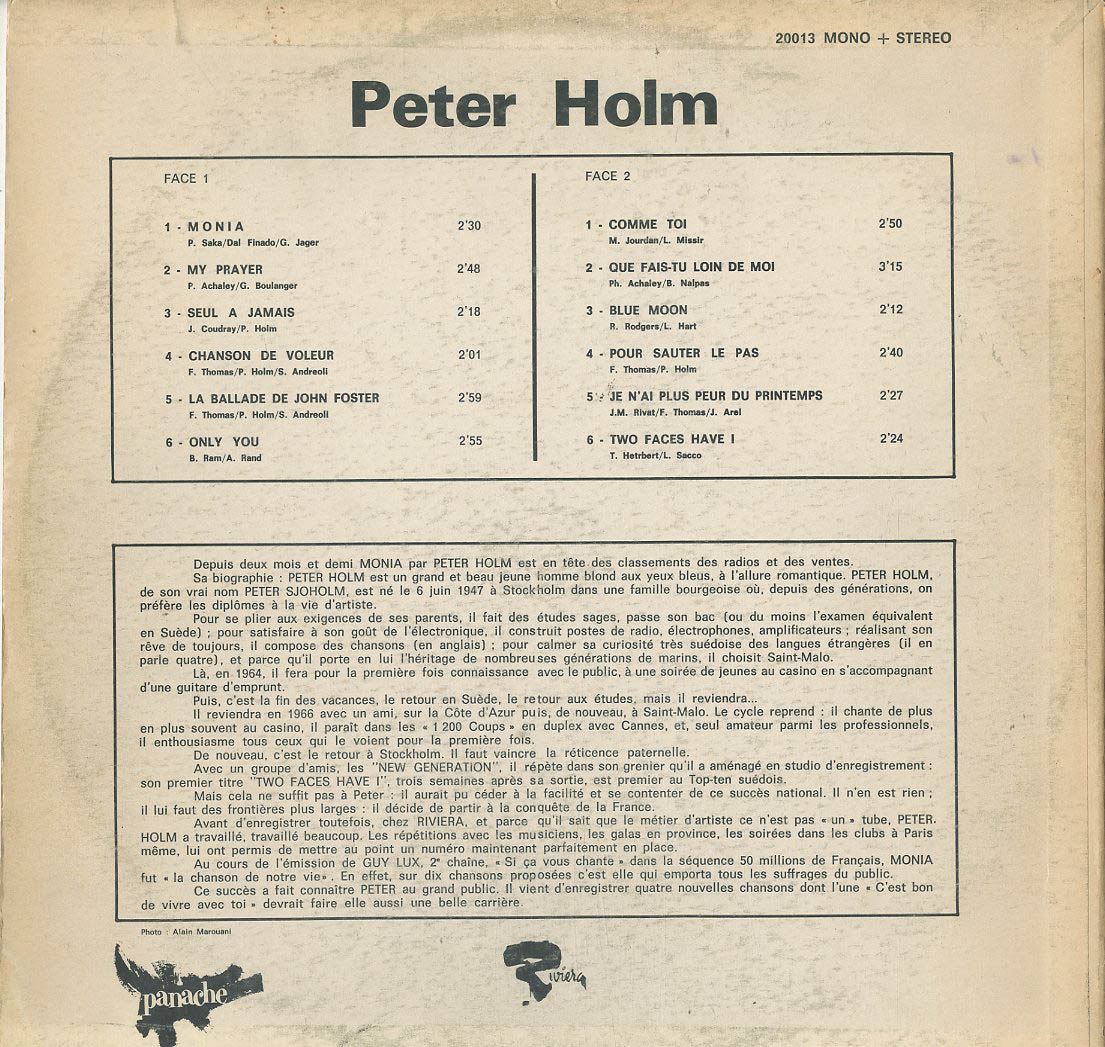 20013 MONO + STEREO
Peter Holm
FACE 1
1 - MONIA 2'30
P. Saka/Dal Finado/G. Jager
2 - MY PRAYER 2'48
P. Achaley/G. Boulanger
3 - SEUL A JAMAIS 2'18
J. Coudray/P. Holm
4 - CHANSON DE VOLEUR 2'01
F. Thomas/P. Holm/S. Andreoli
5 - LA BALLADE DE JOHN FOSTER 2'59
F. Thomas/P. Holm/S. Andreoli
6 - ONLY YOU 2'55
B. Ram/A. Rand
FACE 2
1 - COMME TOI 2'50
M. Jourdan/L. Missir
2 - QUE FAIS-TU LOIN DE MOI 3'15
Ph. Achaley/B. Nalpas
3 - BLUE MOON 2'12
R. Rodgers/L. Hart
4 - POUR SAUTER LE PAS 2'40
F. Thomas/P. Holm
5 - JE N'AI PLUS PEUR DU PRINTEMPS 2'27
J.M. Rivat/F. Thomas/J. Arel
6 - TWO FACES HAVE I 2'24
T. Hetrbert/L. Sacco
Depuis deux mois et demi MONIA par PETER HOLM est en tête des classements des radios et des ventes.
Sa biographie : PETER HOLM est un grand et beau jeune homme blond aux yeux bleus, à l'allure romantique. PETER HOLM,
de son vrai nom PETER SJOHOLM, est né le 6 juin 1947 à Stockholm dans une famille bourgeoise où, depuis des générations, on
préfère les diplômes à la vie d'artiste.
Pour se plier aux exigences de ses parents, il fait des études sages, passe son bac (ou du moins l'examen équivalent
en Suède) ; pour satisfaire à son goût de l'électronique, il construit postes de radio, électrophones, amplificateurs ; réalisant son
rêve de toujours, il compose des chansons (en anglais) ; pour calmer sa curiosité très suédoise des langues étrangères (il en
parle quatre), et parce qu'il porte en lui l'héritage de nombreuses générations de marins, il choisit Saint-Malo.
Là, en 1964, il fera pour la première fois connaissance avec le public, à une soirée de jeunes au casino en s'accompagnant
d'une guitare d'emprunt.
Puis, c'est la fin des vacances, le retour en Suède, le retour aux études, mais il reviendra...
Il reviendra en 1966 avec un ami, sur la Côte d'Azur puis, de nouveau, à Saint-Malo. Le cycle reprend : il chante de plus
en plus souvent au casino, il paraît dans les « 1 200 Coups » en duplex avec Cannes, et, seul amateur parmi les professionnels,
il enthousiasme tous ceux qui le voient pour la première fois.
De nouveau, c'est le retour à Stockholm. Il faut vaincre la réticence paternelle.
Avec un groupe d'amis, les "NEW GENERATION", il répète dans son grenier qu'il a aménagé en studio d'enregistrement :
son premier titre "TWO FACES HAVE I", trois semaines après sa sortie, est premier au Top-ten suédois.
Mais cela ne suffit pas à Peter : il aurait pu céder à la facilité et se contenter de ce succès national. Il n'en est rien ;
il lui faut des frontières plus larges : il décide de partir à la conquête de la France.
Avant d'enregistrer toutefois, chez RIVIERA, et parce qu'il sait que le métier d'artiste ce n'est pas « un » tube, PETER.
HOLM a travaillé, travaillé beaucoup. Les répétitions avec les musiciens, les galas en province, les soirées dans les clubs à Paris
même, lui ont permis de mettre au point un numéro maintenant parfaitement en place.
Au cours de l'émission de GUY LUX, 2e chaîne, « Si ça vous chante » dans la séquence 50 millions de Français, MONIA
fut « la chanson de notre vie». En effet, sur dix chansons proposées c'est elle qui emporta tous les suffrages du public.
Ce succès a fait connaître PETER au grand public. Il vient d'enregistrer quatre nouvelles chansons dont l'une « C'est bon
de vivre avec toi » devrait faire elle aussi une belle carrière.
Photo : Alain Marouani
panache
Riviera